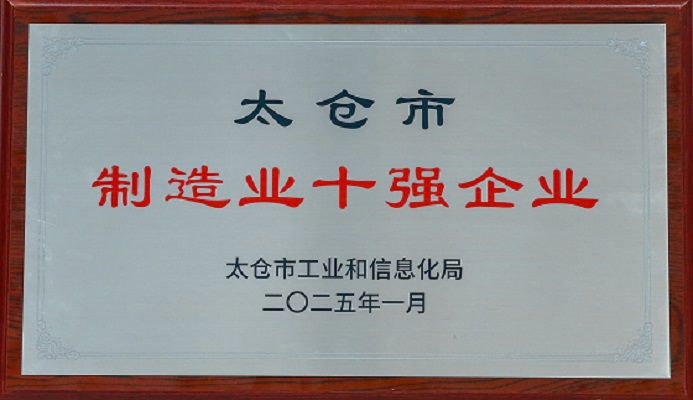 太仓市
制造业十强企业
太仓市工业和信息化局
二〇二五年一月